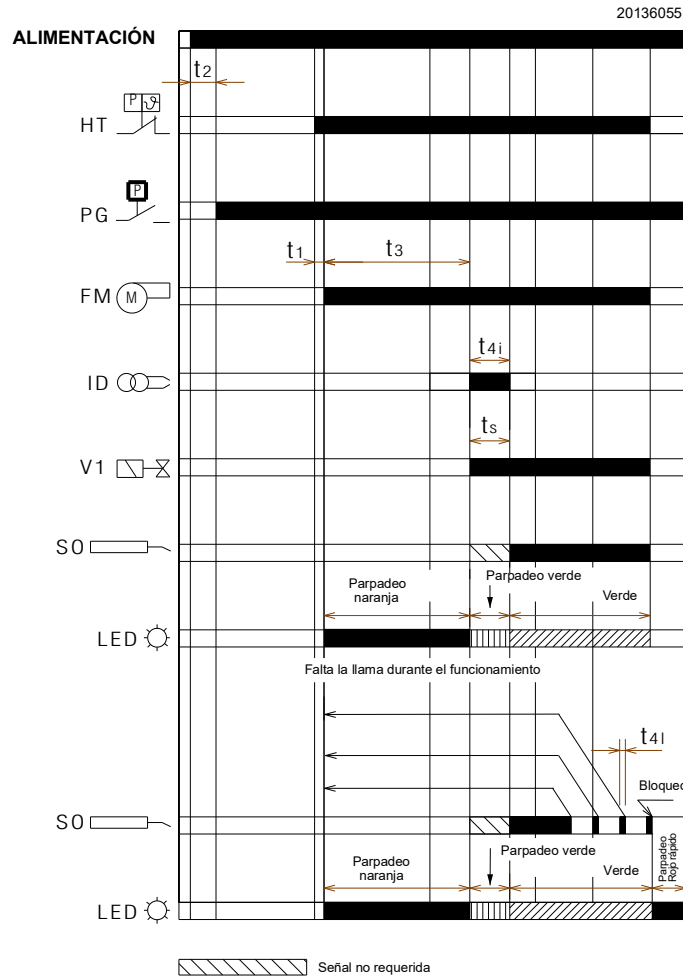 20136055
ALIMENTACIÓN
t2
P ϑ
HT
P
PG
t1
t3
FM M
t4i
ID
ts
V1
SO
Parpadeo
naranja
Parpadeo verde
Verde
LED
Falta la llama durante el funcionamiento
t4l
Bloqueo
SO
Parpadeo
naranja
Parpadeo verde
Verde
Parpadeo
Rojo rápido
LED
Señal no requerida